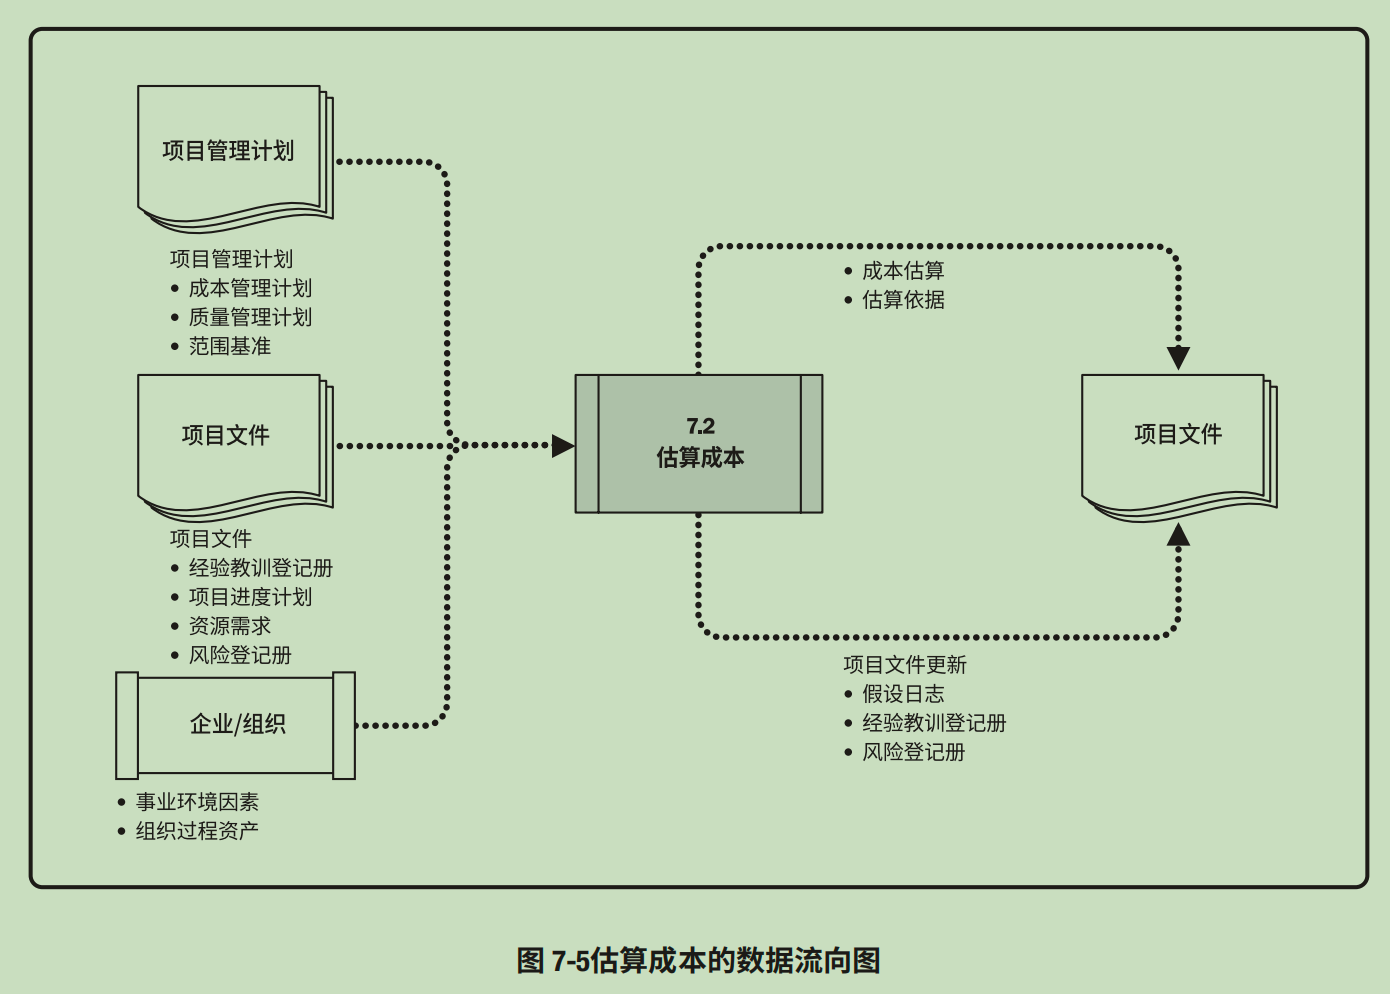 项目管理计划
项目管理计划
• 成本管理计划
• 质量管理计划
• 范围基准
项目文件
项目文件
• 经验教训登记册
• 项目进度计划
• 资源需求
• 风险登记册
企业/组织
• 事业环境因素
• 组织过程资产
7.2
估算成本
• 成本估算
• 估算依据
项目文件
项目文件更新
• 假设日志
• 经验教训登记册
• 风险登记册
图 7-5估算成本的数据流向图